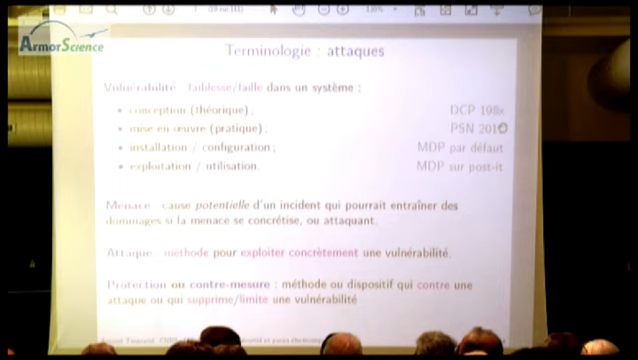 ArmorScience
Terminologie : attaques
Vulnérabilité : faiblesse/faille dans un système :
conception (théorique) ; DCP 198x
mise en œuvre (pratique) ; PSN 2010
installation / configuration ; MDP par défaut
exploitation / utilisation. MDP sur post-it
Menace : cause potentielle d'un incident qui pourrait entraîner des
dommages si la menace se concrétise, ou attaquant.
Attaque : méthode pour exploiter concrètement une vulnérabilité.
Protection ou contre-mesure : méthode ou dispositif qui contre une
attaque ou qui supprime/limite une vulnérabilité